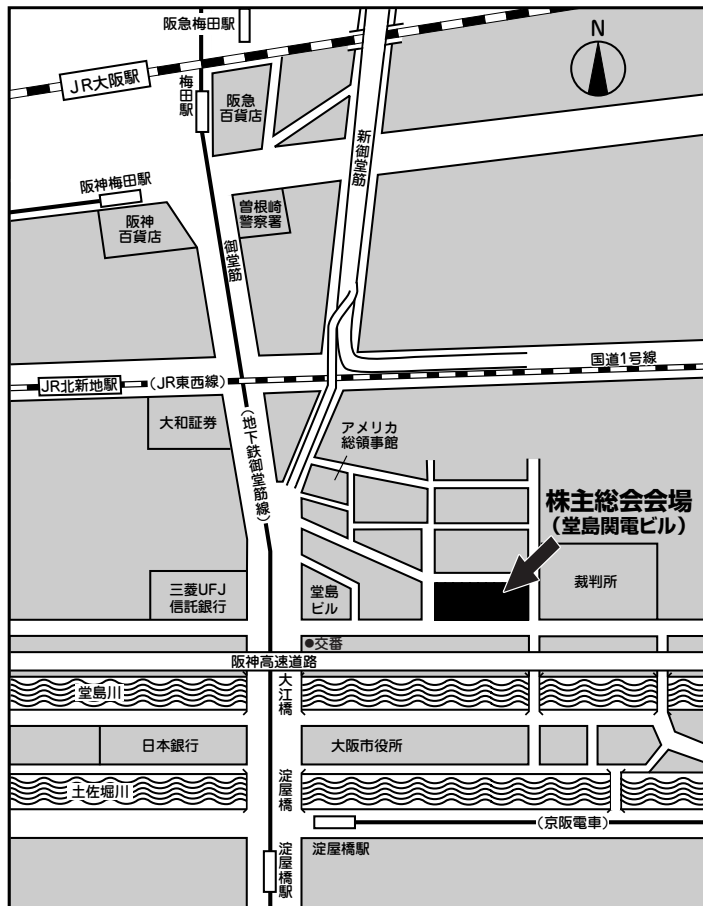 阪急梅田駅
N
JR大阪駅
梅田駅
阪急
百貨店
新御堂筋
阪神梅田駅
曽根崎
警察署
阪神
百貨店
御堂筋
国道1号線
JR北新地駅
(JR東西線)
大和証券
アメリカ
総領事館
(地下鉄御堂筋線)
株主総会会場
(堂島関電ビル)
三菱UFJ
信託銀行
堂島
ビル
裁判所
●交番
阪神高速道路
堂島川
大江橋
日本銀行
大阪市役所
土佐堀川
淀屋橋
(京阪電車)
淀屋橋駅
淀屋橋駅